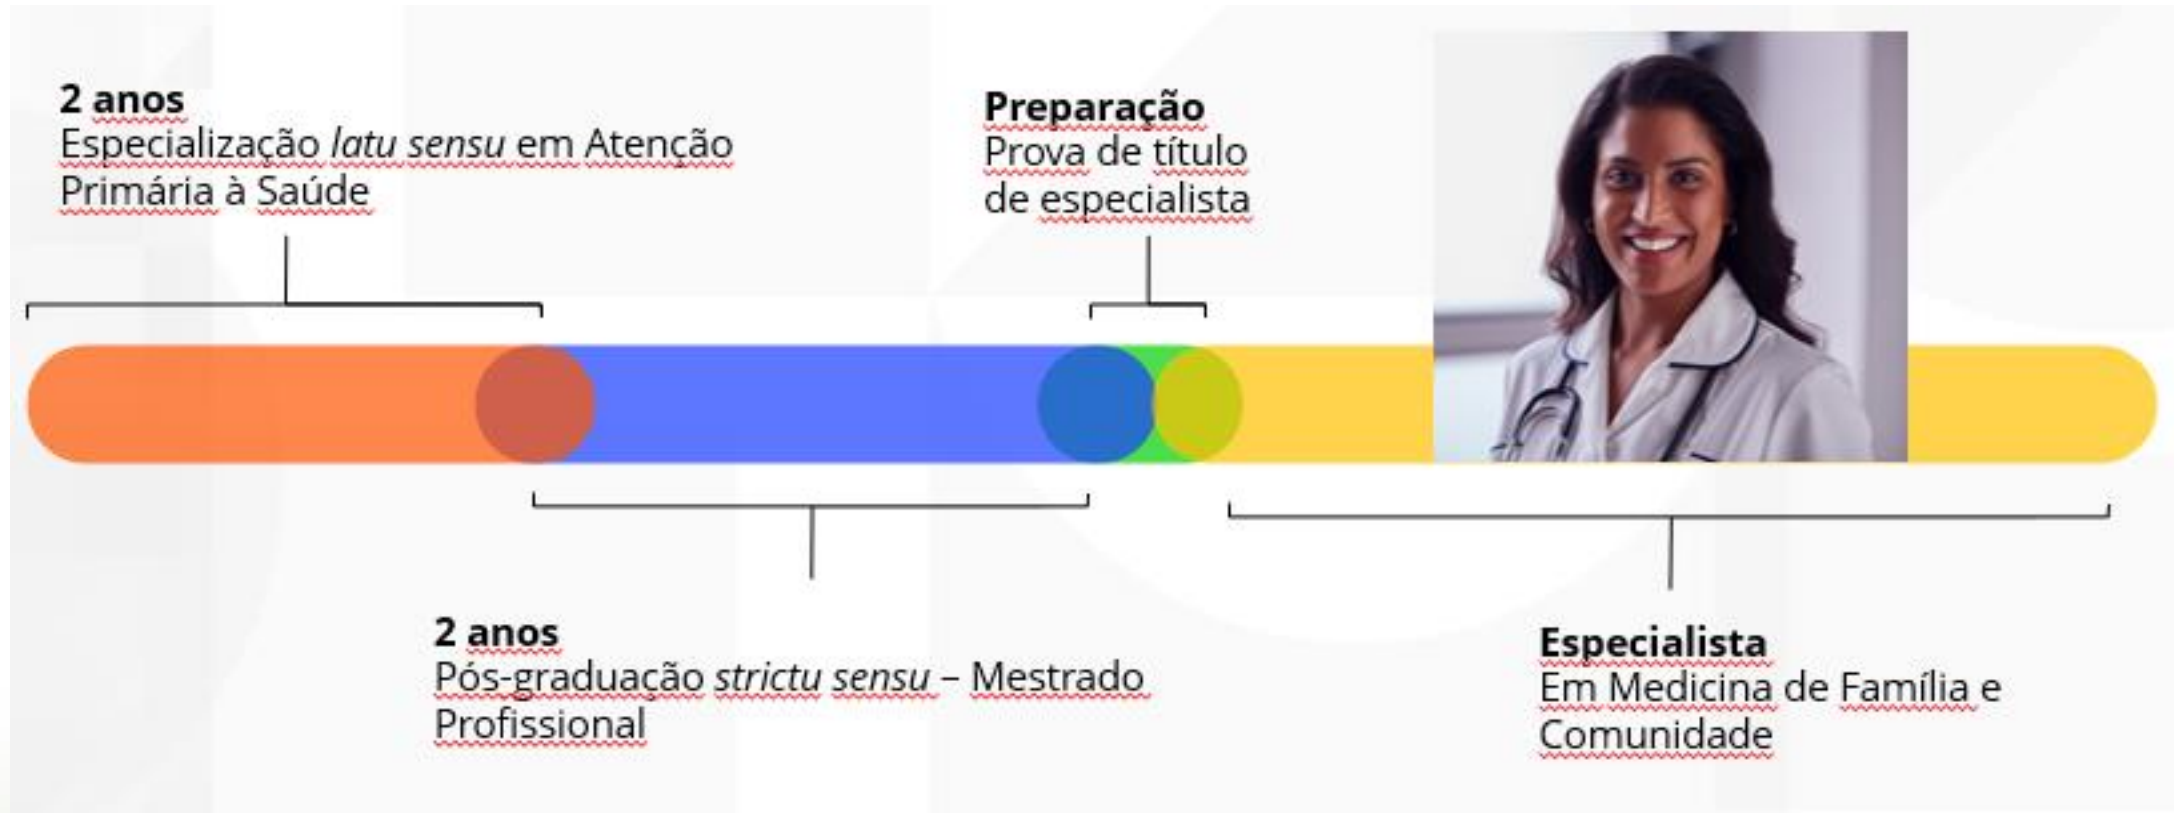 2 anos
Especialização latu sensu em Atenção
Primária à Saúde
Preparação
Prova de título
de especialista
2 anos
Pós-graduação strictu sensu – Mestrado
Profissional
Especialista
Em Medicina de Família e
Comunidade